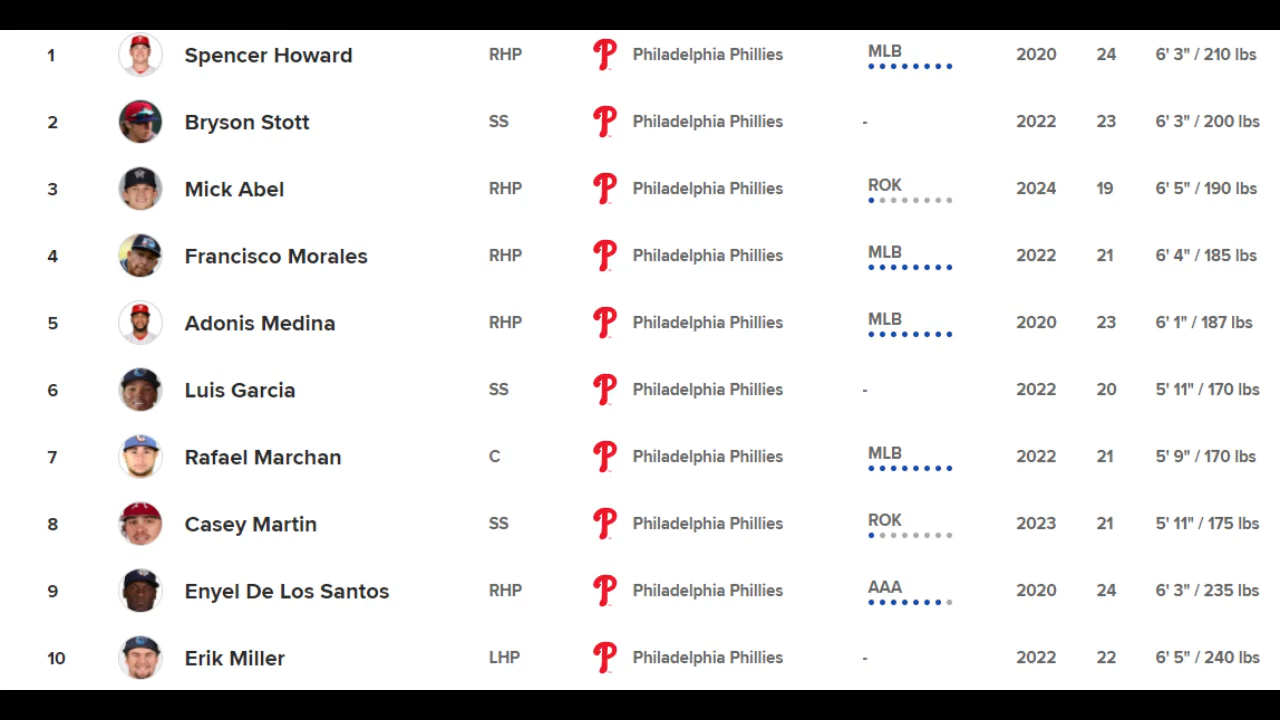 1 Spencer Howard RHP Philadelphia Phillies MLB 2020 24 6' 3" / 210 lbs
2 Bryson Stott SS Philadelphia Phillies - 2022 23 6' 3" / 200 lbs
3 Mick Abel RHP Philadelphia Phillies ROK 2024 19 6' 5" / 190 lbs
4 Francisco Morales RHP Philadelphia Phillies MLB 2022 21 6' 4" / 185 lbs
5 Adonis Medina RHP Philadelphia Phillies MLB 2020 23 6' 1" / 187 lbs
6 Luis Garcia SS Philadelphia Phillies - 2022 20 5' 11" / 170 lbs
7 Rafael Marchan C Philadelphia Phillies MLB 2022 21 5' 9" / 170 lbs
8 Casey Martin SS Philadelphia Phillies ROK 2023 21 5' 11" / 175 lbs
9 Enyel De Los Santos RHP Philadelphia Phillies AAA 2020 24 6' 3" / 235 lbs
10 Erik Miller LHP Philadelphia Phillies - 2022 22 6' 5" / 240 lbs